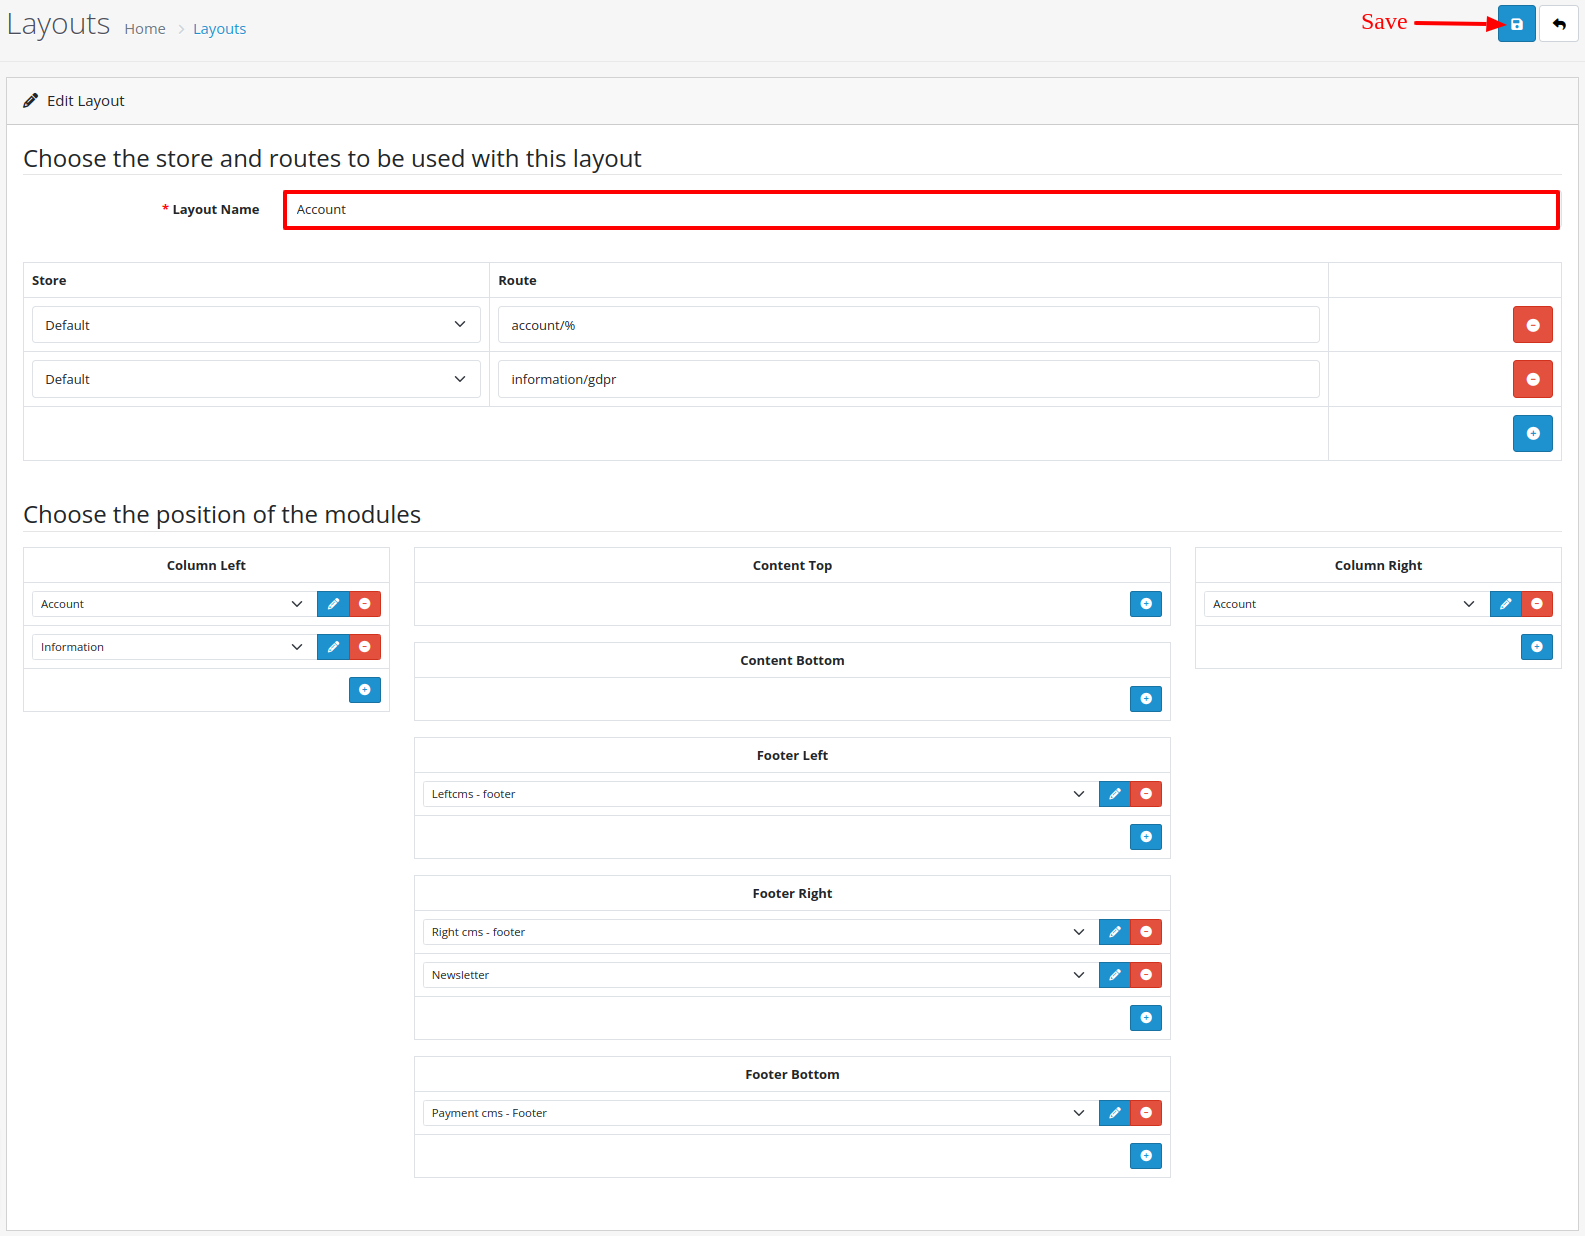 Layouts Home Layouts Save
Edit Layout
Choose the store and routes to be used with this layout
* Layout Name Account
Store Route
Default account/%
Default information/gdpr
Choose the position of the modules
Column Left
Account
Information
Content Top
Content Bottom
Footer Left
Leftcms - footer
Footer Right
Right cms - footer
Newsletter
Footer Bottom
Payment cms - Footer
Column Right
Account